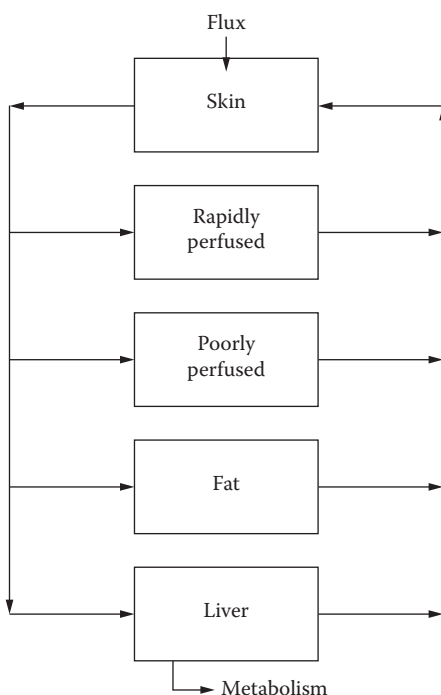 Flux
Skin
Rapidly
perfused
Poorly
perfused
Fat
Liver
Metabolism